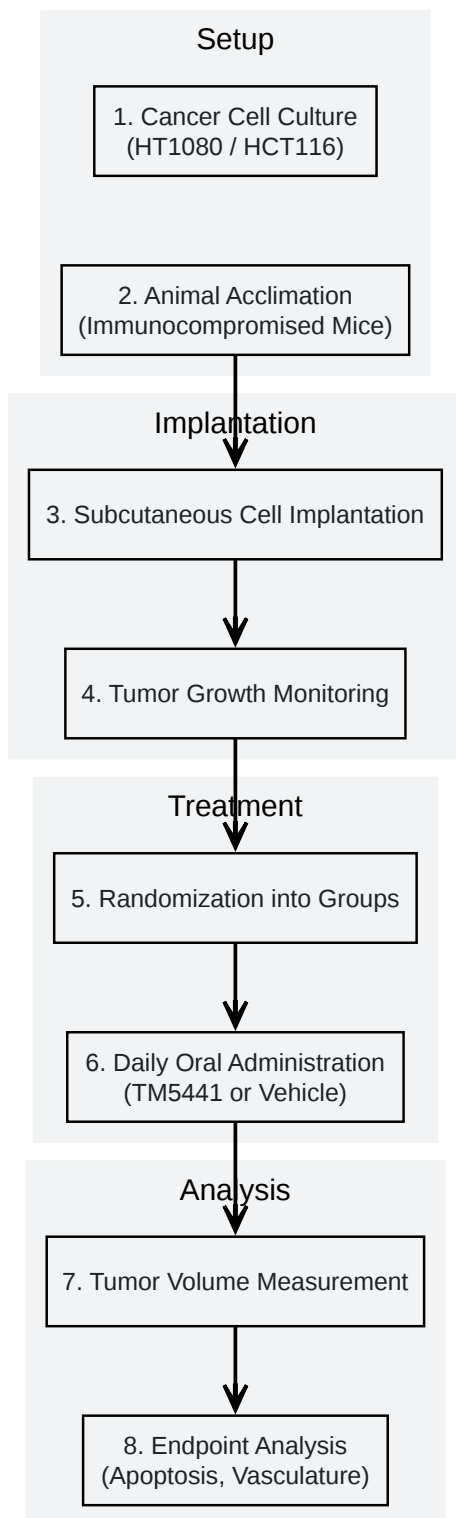 Setup
1. Cancer Cell Culture
(HT1080 / HCT116)
2. Animal Acclimation
(Immunocompromised Mice)
Implantation
3. Subcutaneous Cell Implantation
4. Tumor Growth Monitoring
Treatment
5. Randomization into Groups
6. Daily Oral Administration
(TM5441 or Vehicle)
Analysis
7. Tumor Volume Measurement
8. Endpoint Analysis
(Apoptosis, Vasculature)